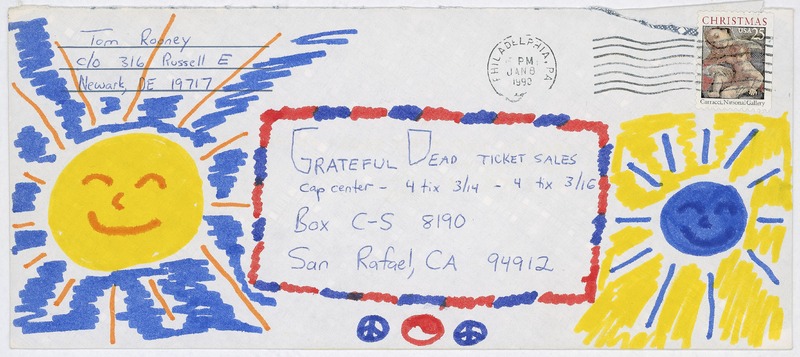 Tom Rooney
c/o 316 Russell E
Newark, DE 19717
PHILADELPHIA, PA
PM
JAN 8
1990
CHRISTMAS
USA 25
Carracci, National Gallery
GRATEFUL DEAD TICKET SALES
Cap center - 4 tix 3/14 - 4 tix 3/16
Box C-S 8190
San Rafael, CA 94912